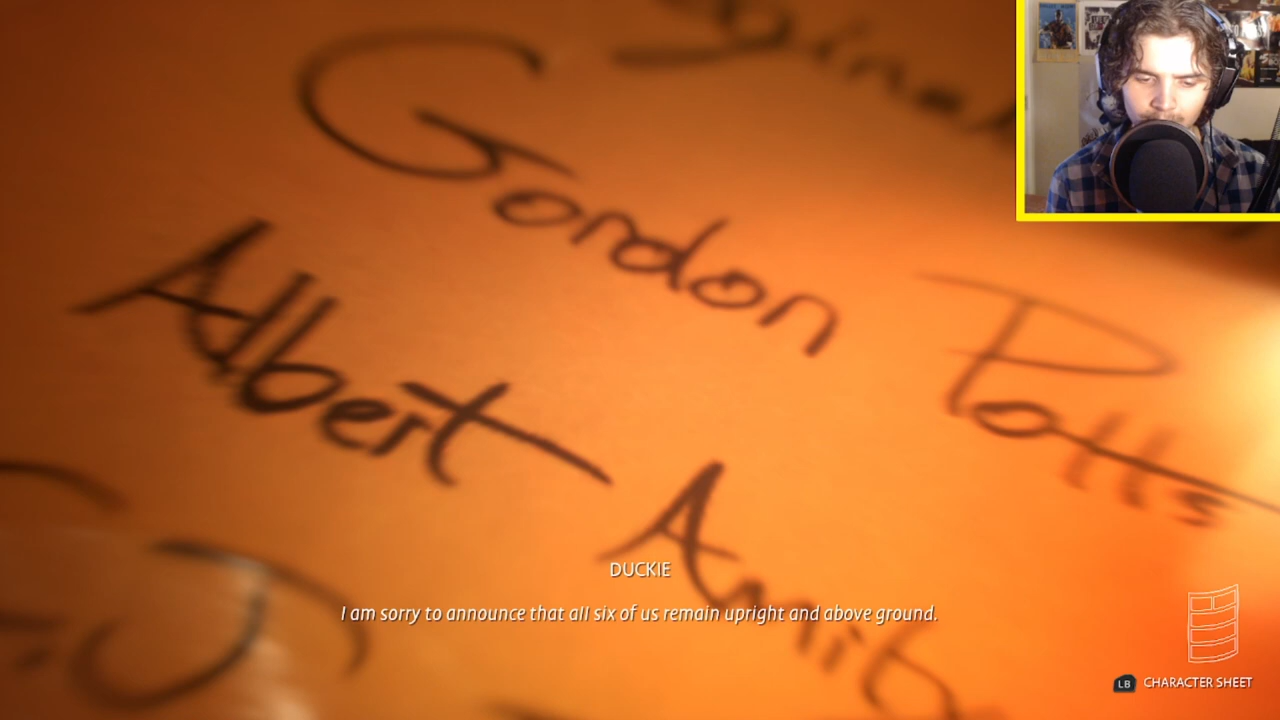 Gordon Potts
Albert
DUCKIE
I am sorry to announce that all six of us remain upright and above ground.
LB CHARACTER SHEET